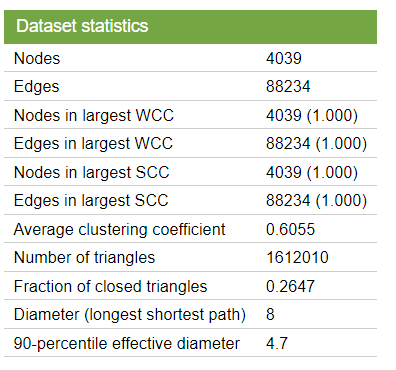 Dataset statistics
Nodes 4039
Edges 88234
Nodes in largest WCC 4039 (1.000)
Edges in largest WCC 88234 (1.000)
Nodes in largest SCC 4039 (1.000)
Edges in largest SCC 88234 (1.000)
Average clustering coefficient 0.6055
Number of triangles 1612010
Fraction of closed triangles 0.2647
Diameter (longest shortest path) 8
90-percentile effective diameter 4.7